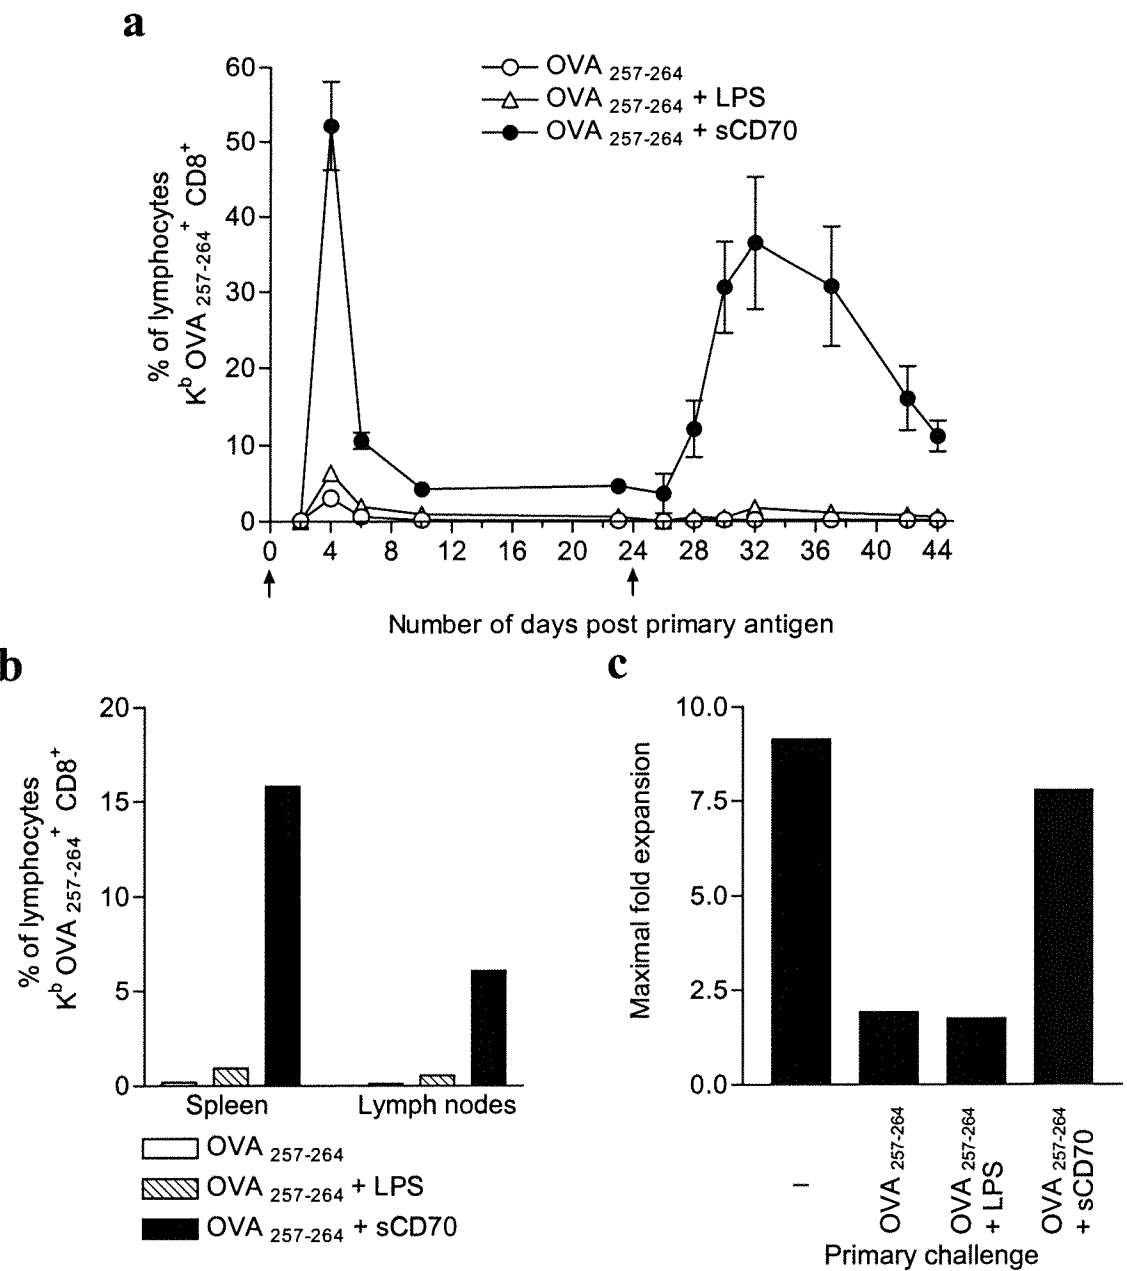 a
OVA 257-264
OVA 257-264 + LPS
OVA 257-264 + sCD70
% of lymphocytes
Kb OVA 257-264+ CD8+
60
50
40
30
20
10
0
0 4 8 12 16 20 24 28 32 36 40 44
Number of days post primary antigen
b
% of lymphocytes
Kb OVA 257-264+ CD8+
20
15
10
5
0
Spleen Lymph nodes
OVA 257-264
OVA 257-264 + LPS
OVA 257-264 + sCD70
c
Maximal fold expansion
10.0
7.5
5.0
2.5
0.0
–
OVA 257-264
OVA 257-264
+ LPS
OVA 257-264
+ sCD70
Primary challenge